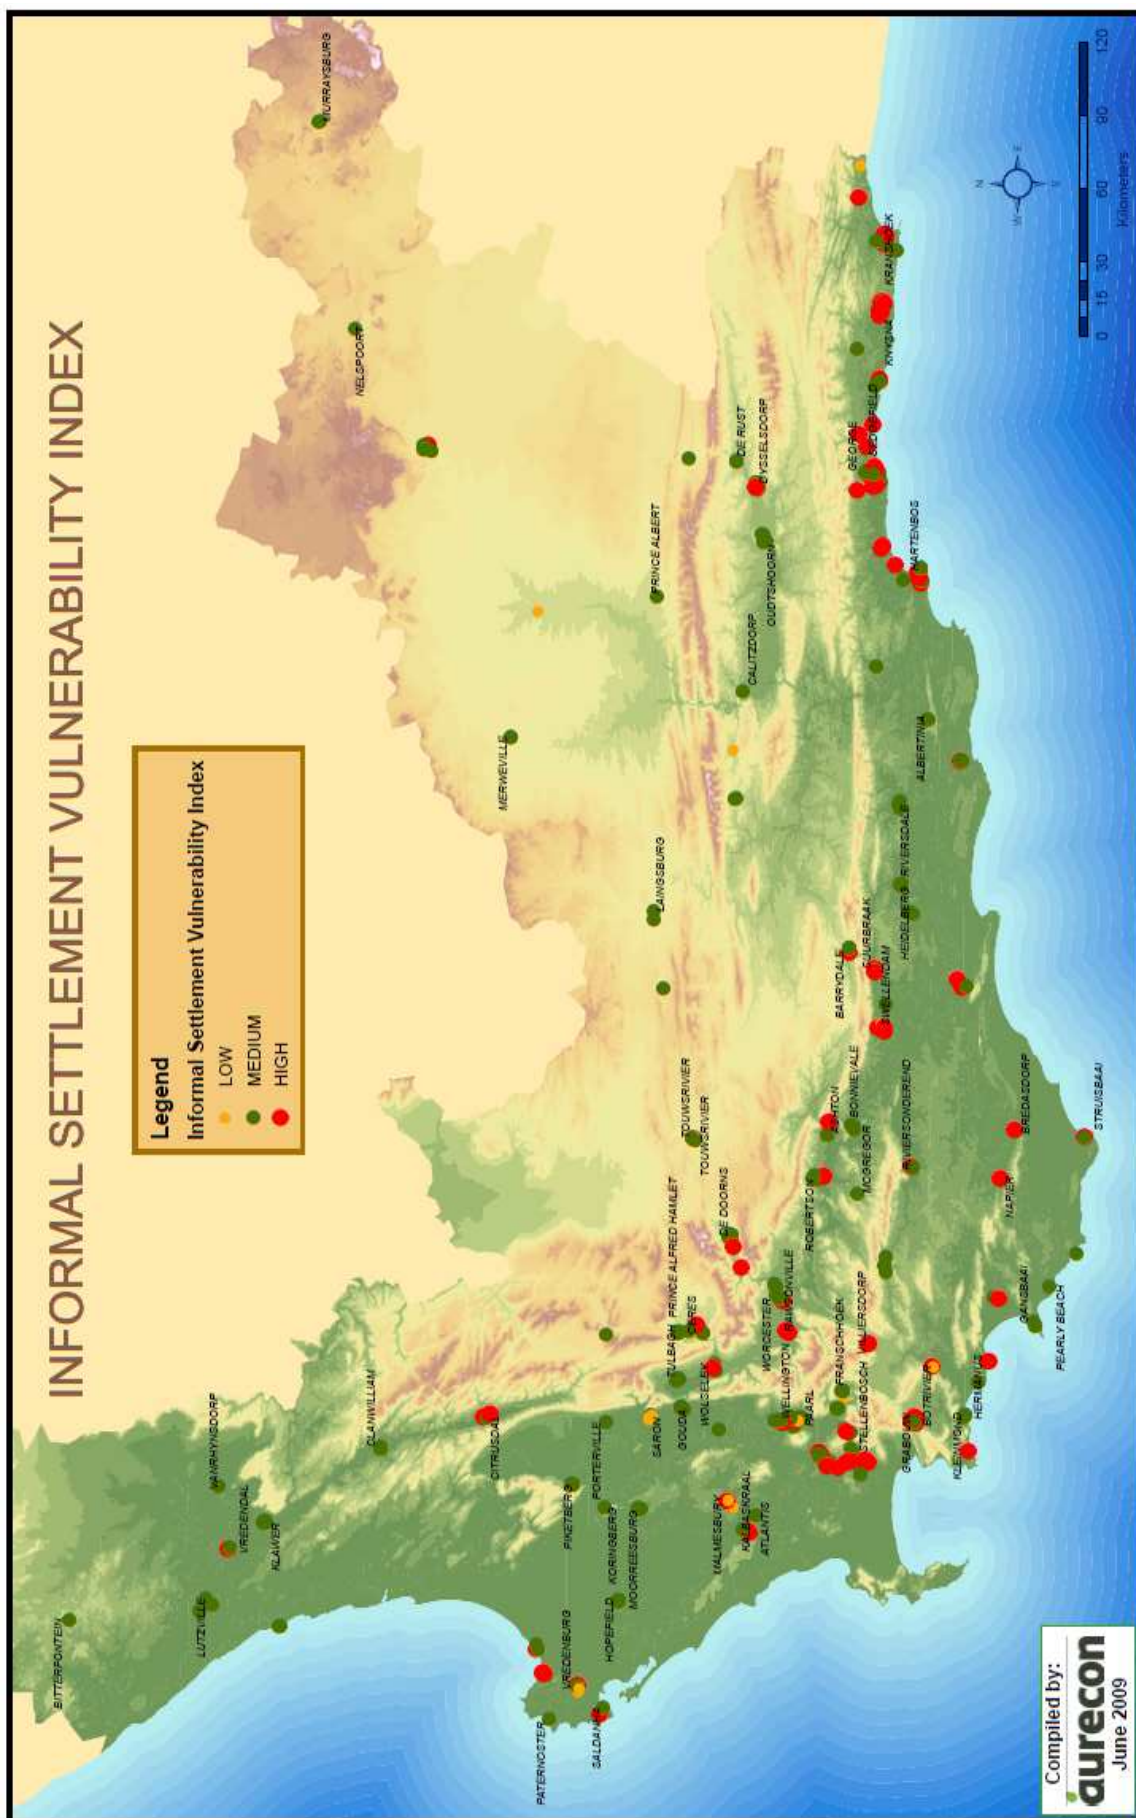 INFORMAL SETTLEMENT VULNERABILITY INDEX
Legend
Informal Settlement Vulnerability Index
LOW
MEDIUM
HIGH
BITTERFONTEIN
LUTZVILLE
VANRHYNSDORP
VREDENDAL
KLAWER
CLANWILLIAM
CITRUSDAL
MURRAYSBURG
NELSPOORT
MERWEVILLE
PRINCE ALBERT
LAINGSBURG
TOUWSRIVIER
TOUWSRIVIER
PRINCE ALFRED HAMLET
CERES
TULBAGH
WOLSELEY
GOUDA
SARON
PORTERVILLE
PIKETBERG
KORINGBERG
MOORREESBURG
HOPEFIELD
VREDENBURG
PATERNOSTER
SALDANHA
DE DOORNS
DE RUST
DYSSELSDORP
OUDTSHOORN
CALITZDORP
MALMESBURY
KALBASKRAAL
ATLANTIS
WORCESTER
RAWSONVILLE
WELLINGTON
PAARL
FRANSCHHOEK
STELLENBOSCH
VILLIERSDORP
ROBERTSON
ASHTON
BONNIEVALE
MCGREGOR
BARRYDALE
SUURBRAAK
SWELLENDAM
HEIDELBERG
RIVERSDALE
ALBERTINIA
HARTENBOS
GEORGE
SEDGEFIELD
KNYSNA
KRANSHOEK
RIVIERSONDEREND
GRABOUW
BOTRIVIER
KLEINMOND
HERMANUS
GANSBAAI
PEARLY BEACH
NAPIER
BREDASDORP
STRUISBAAI
N
W
E
S
0 15 30 60 90 120
Kilometers
Compiled by:
aurecon
June 2009